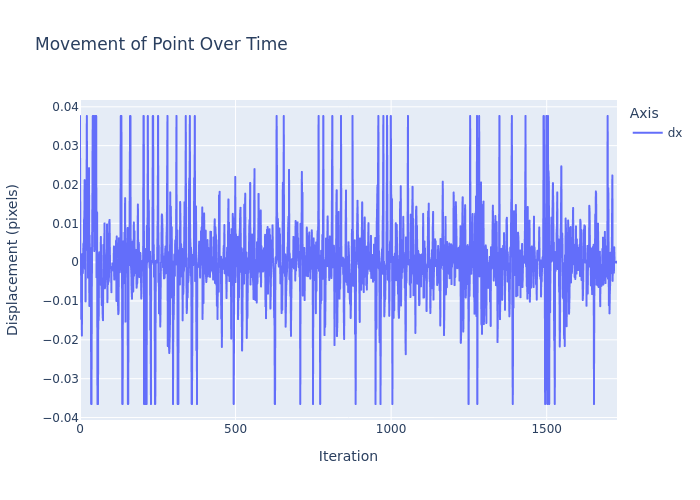 Movement of Point Over Time
Axis
dx
Displacement (pixels)
0.04
0.03
0.02
0.01
0
−0.01
−0.02
−0.03
−0.04
0
500
1000
1500
Iteration